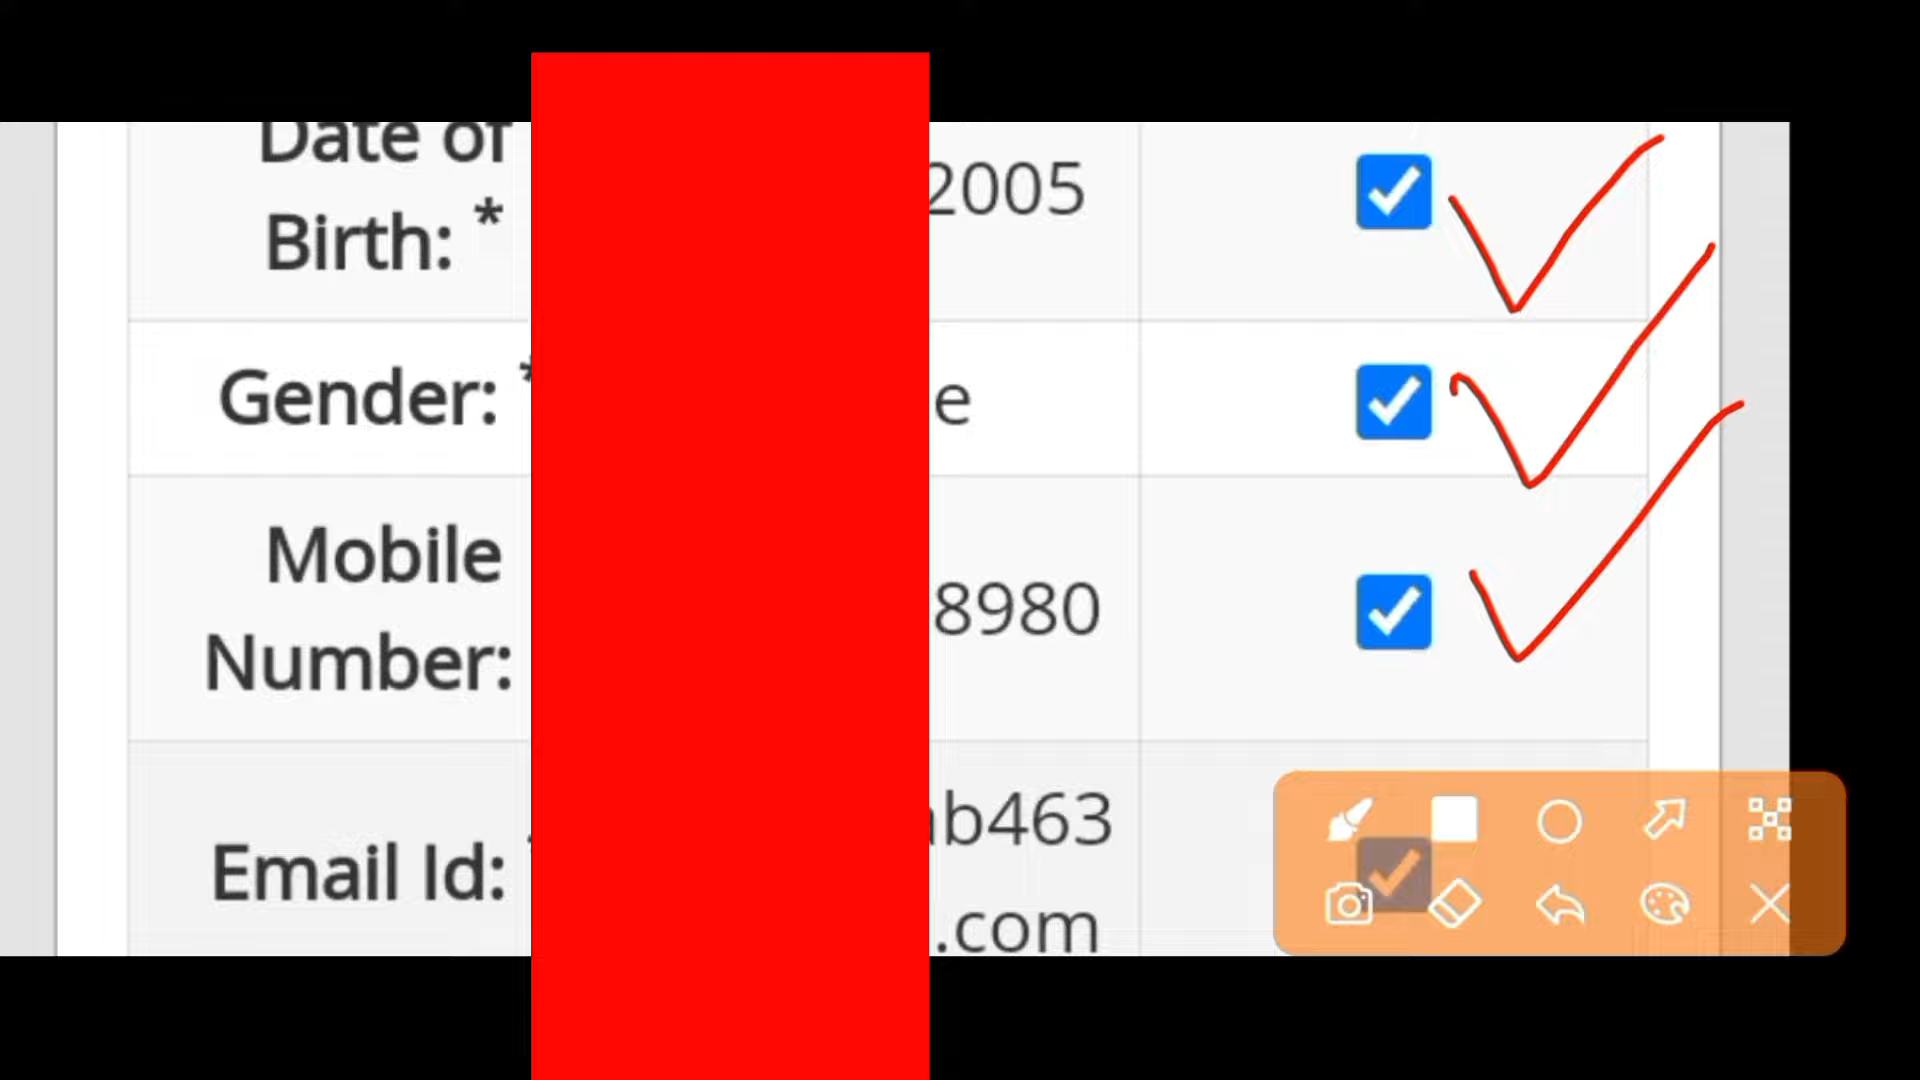 Date of
Birth: * 2005
Gender: * e
Mobile
Number: 8980
Email Id: b463
.com